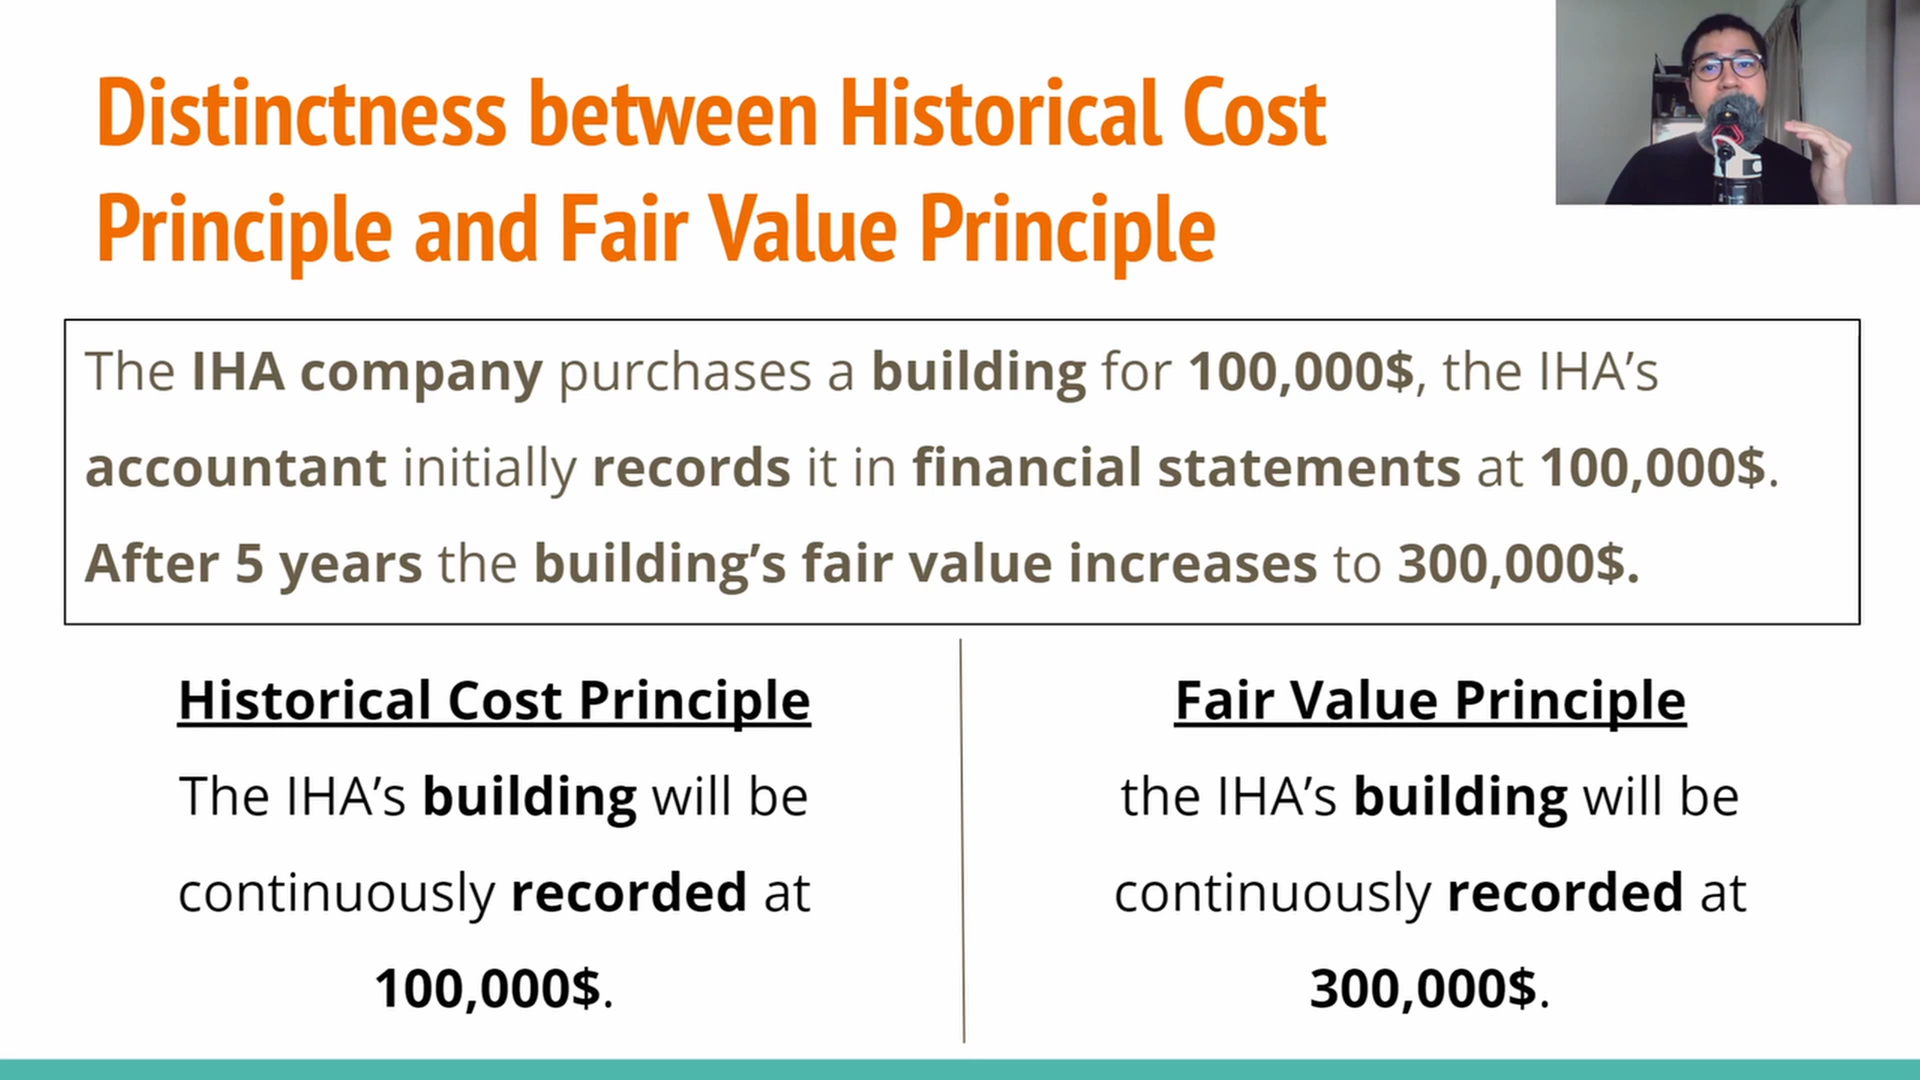 Distinctness between Historical Cost
Principle and Fair Value Principle
The IHA company purchases a building for 100,000$, the IHA’s
accountant initially records it in financial statements at 100,000$.
After 5 years the building’s fair value increases to 300,000$.
Historical Cost Principle
The IHA’s building will be
continuously recorded at
100,000$.
Fair Value Principle
the IHA’s building will be
continuously recorded at
300,000$.